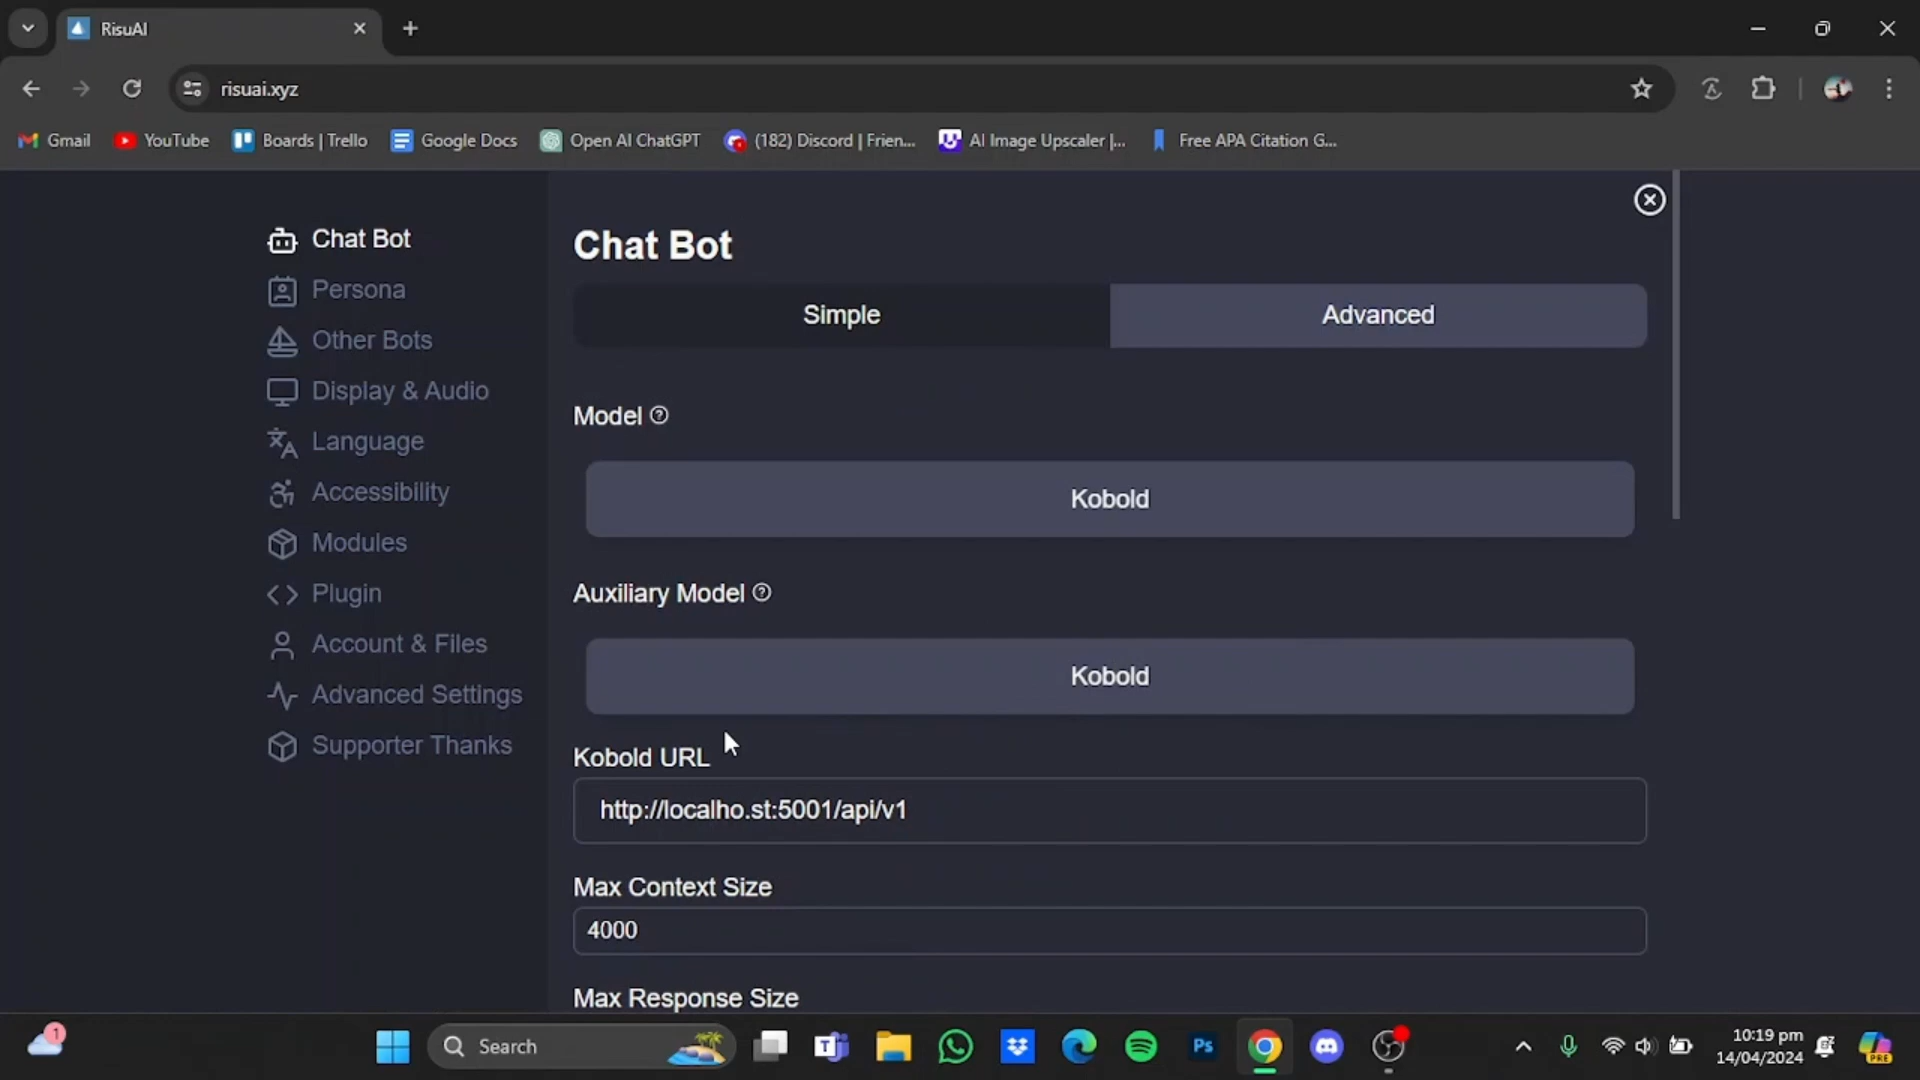 RisuAI
risuai.xyz
Gmail
YouTube
Boards | Trello
Google Docs
Open AI ChatGPT
(182) Discord | Frien...
AI Image Upscaler |...
Free APA Citation G...
Chat Bot
Persona
Other Bots
Display & Audio
Language
Accessibility
Modules
Plugin
Account & Files
Advanced Settings
Supporter Thanks
Chat Bot
Simple
Advanced
Model
Kobold
Auxiliary Model
Kobold
Kobold URL
http://localho.st:5001/api/v1
Max Context Size
4000
Max Response Size
1
Search
T
Ps
10:19 pm
14/04/2024
PRE